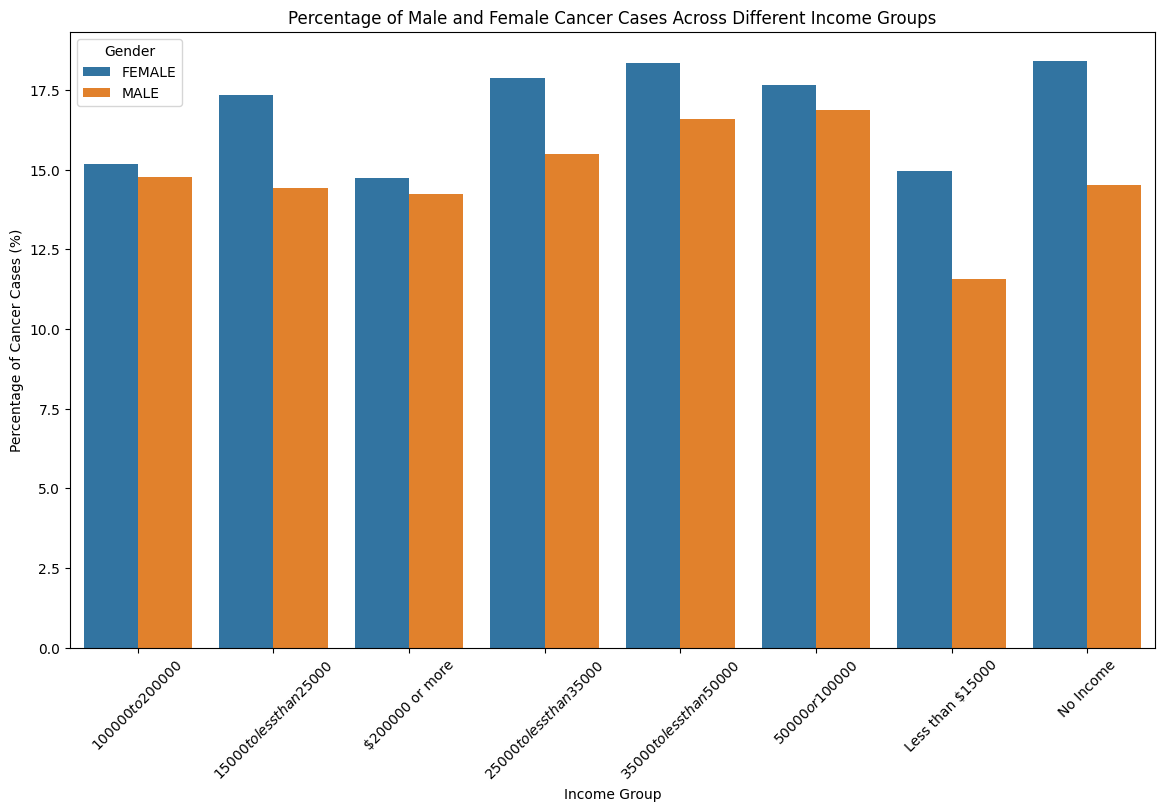 Percentage of Male and Female Cancer Cases Across Different Income Groups
Gender
FEMALE
MALE
Percentage of Cancer Cases (%)
17.5
15.0
12.5
10.0
7.5
5.0
2.5
0.0
100000to200000
15000tolessthan25000
$200000 or more
25000tolessthan35000
35000tolessthan50000
50000or100000
Less than $15000
No Income
Income Group